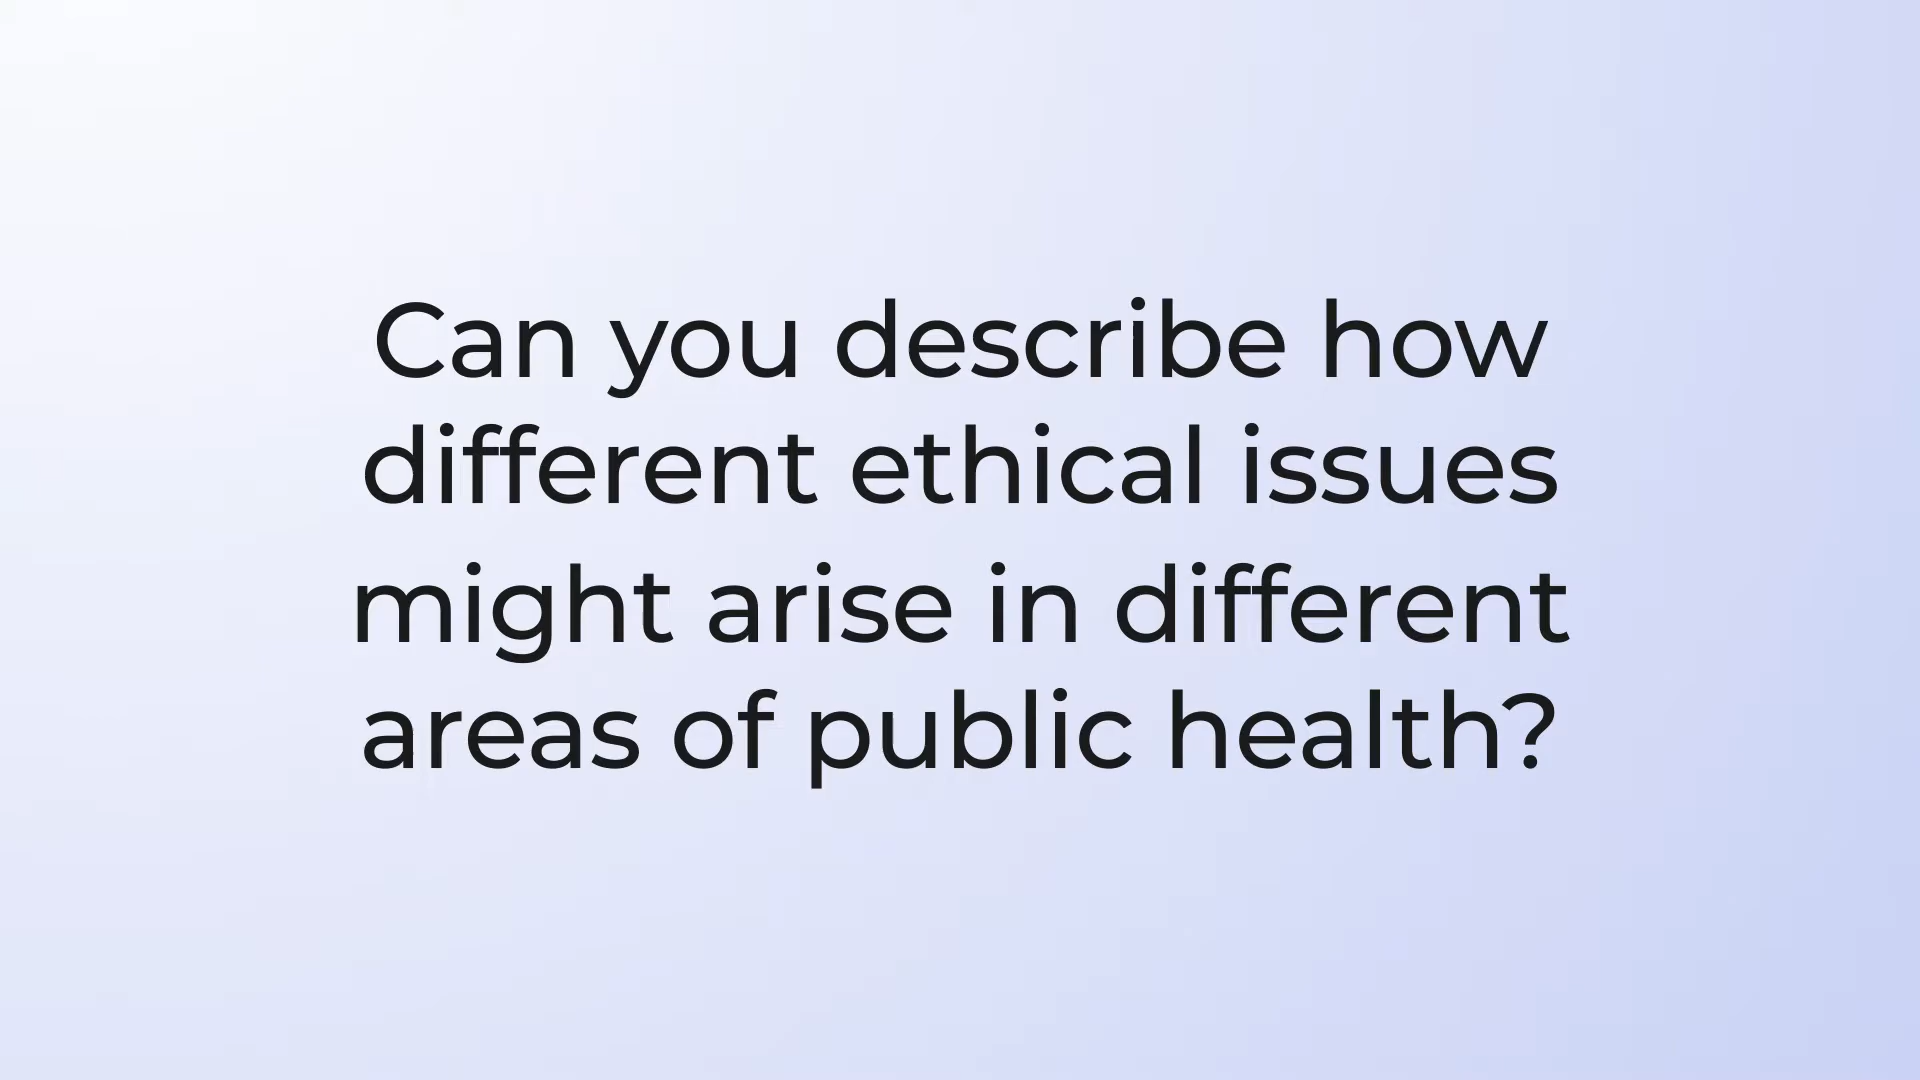 Can you describe how
different ethical issues
might arise in different
areas of public health?